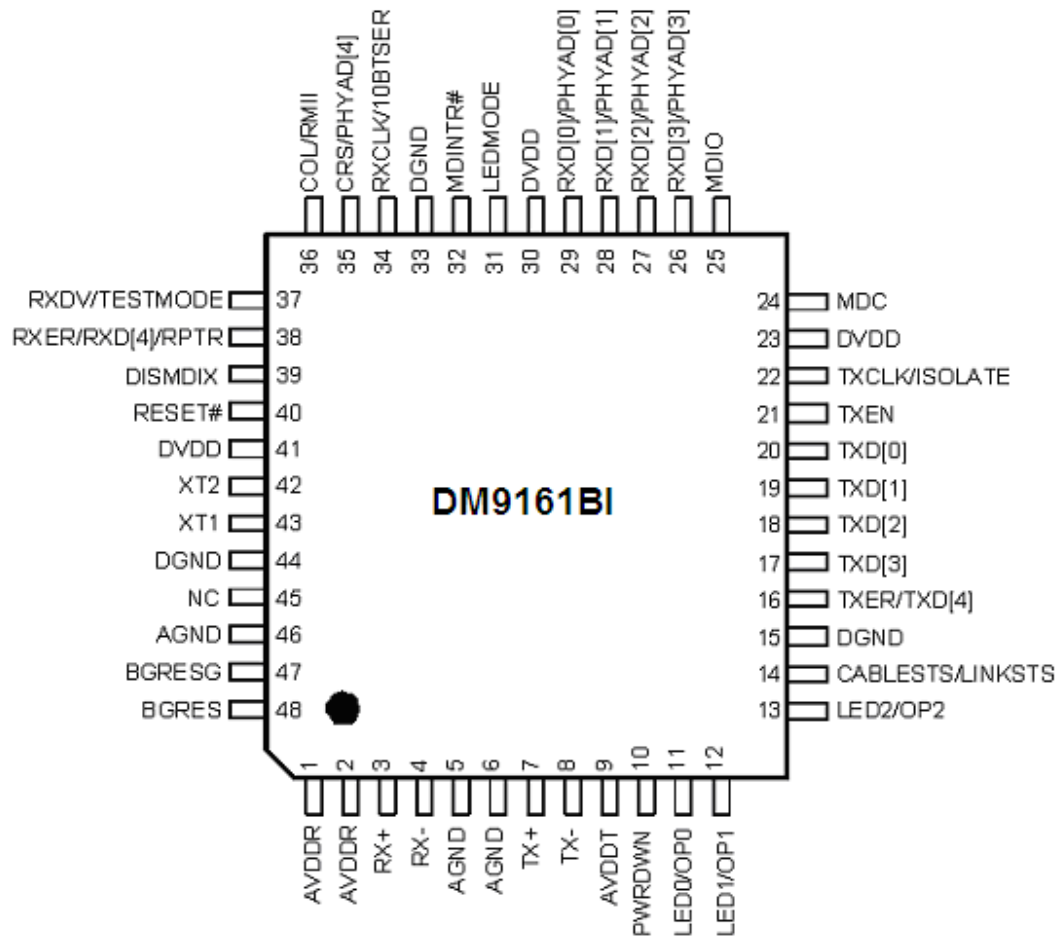 COL/RMII
CRS/PHYAD[4]
RXCLK/10BTSER
DGND
MDINTR#
LEDMODE
DVDD
RXD[0]/PHYAD[0]
RXD[1]/PHYAD[1]
RXD[2]/PHYAD[2]
RXD[3]/PHYAD[3]
MDIO
36
35
34
33
32
31
30
29
28
27
26
25
RXDV/TESTMODE 37
RXER/RXD[4]/RPTR 38
DISMDIX 39
RESET# 40
DVDD 41
XT2 42
XT1 43
DGND 44
NC 45
AGND 46
BGRESG 47
BGRES 48
DM9161BI
24 MDC
23 DVDD
22 TXCLK/ISOLATE
21 TXEN
20 TXD[0]
19 TXD[1]
18 TXD[2]
17 TXD[3]
16 TXER/TXD[4]
15 DGND
14 CABLESTS/LINKSTS
13 LED2/OP2
1
2
3
4
5
6
7
8
9
10
11
12
AVDDR
AVDDR
RX+
RX-
AGND
AGND
TX+
TX-
AVDDT
PWRDWN
LED0/OP0
LED1/OP1